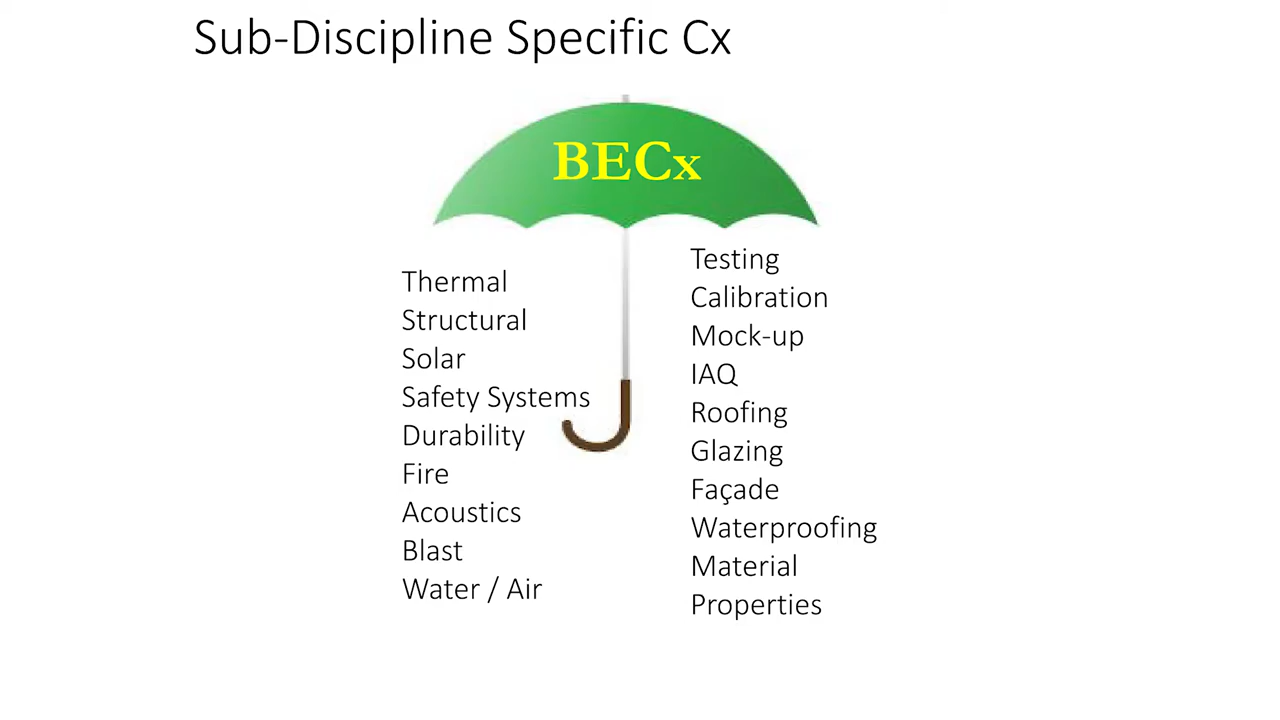 Sub-Discipline Specific Cx
BECx
Thermal
Structural
Solar
Safety Systems
Durability
Fire
Acoustics
Blast
Water / Air
Testing
Calibration
Mock-up
IAQ
Roofing
Glazing
Façade
Waterproofing
Material
Properties